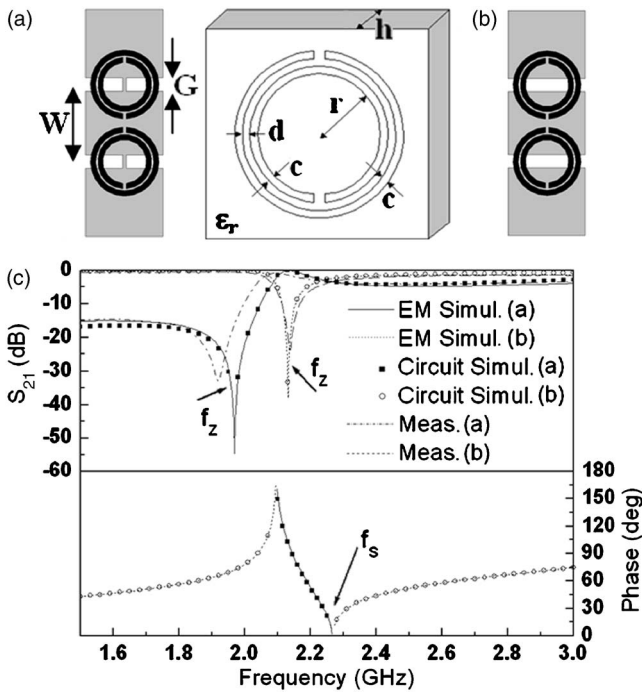 (a)
h
(b)
G
W
r
d
c
c
εr
(c)
0
-10
-20
-30
-40
-50
-60
S21 (dB)
EM Simul. (a)
EM Simul. (b)
Circuit Simul. (a)
Circuit Simul. (b)
Meas. (a)
Meas. (b)
fz
fz
180
150
120
90
60
30
0
Phase (deg)
fs
1.6 1.8 2.0 2.2 2.4 2.6 2.8 3.0
Frequency (GHz)